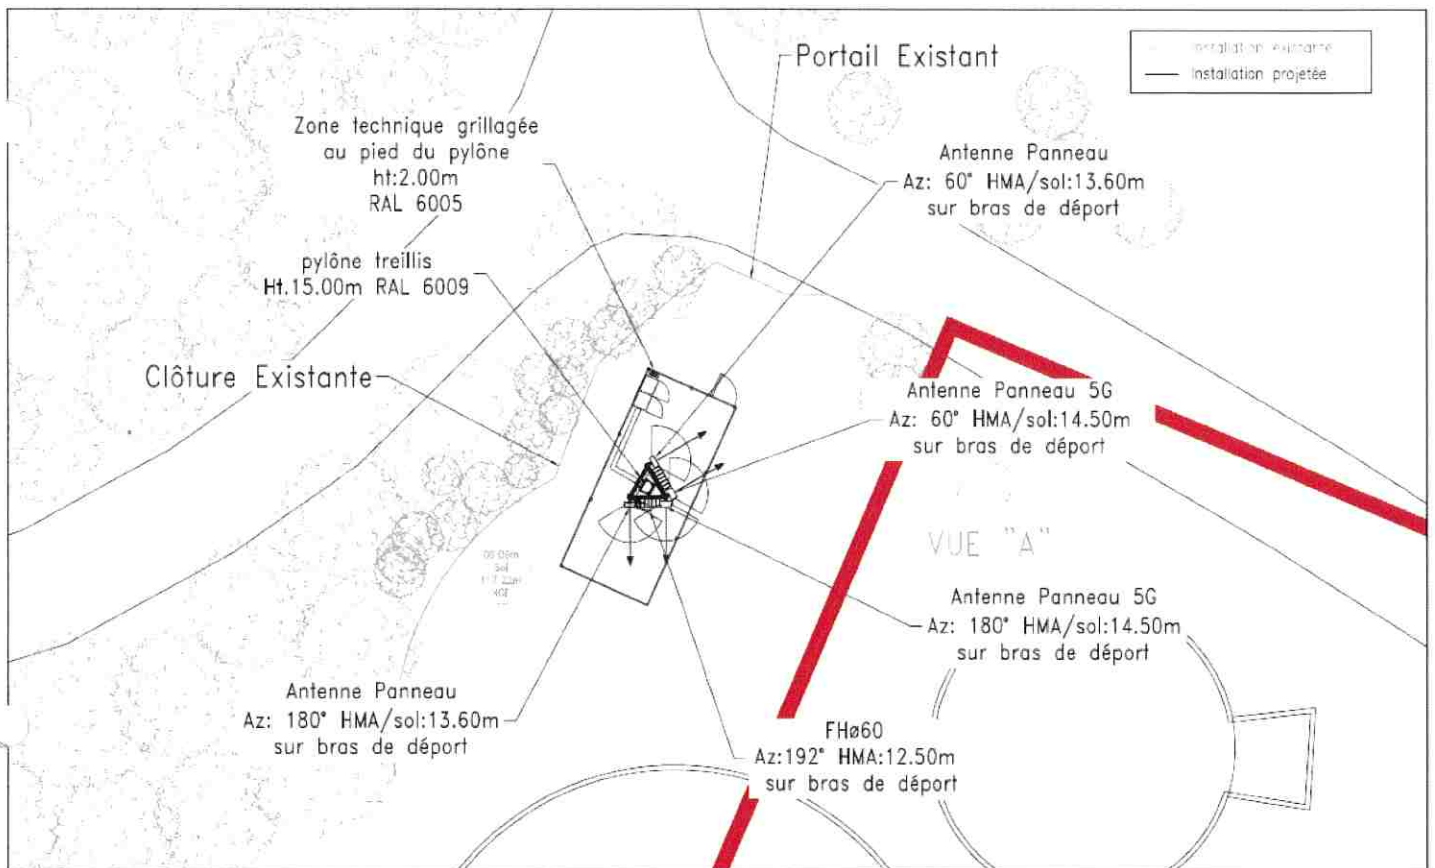 Portail Existant
Installation existante
Installation projetée
Zone technique grillagée
au pied du pylône
ht:2.00m
RAL 6005
Antenne Panneau
Az: 60° HMA/sol:13.60m
sur bras de déport
pylône treillis
Ht.15.00m RAL 6009
Clôture Existante
Antenne Panneau 5G
Az: 60° HMA/sol:14.50m
sur bras de déport
VUE "A"
Antenne Panneau 5G
Az: 180° HMA/sol:14.50m
sur bras de déport
Antenne Panneau
Az: 180° HMA/sol:13.60m
sur bras de déport
FHø60
Az:192° HMA:12.50m
sur bras de déport